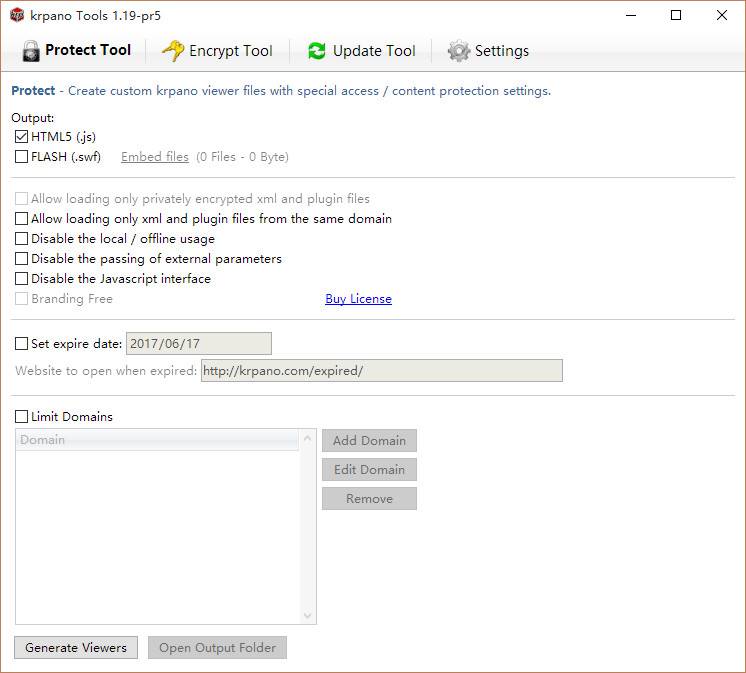 krpano Tools 1.19-pr5
Protect Tool Encrypt Tool Update Tool Settings
Protect - Create custom krpano viewer files with special access / content protection settings.
Output:
HTML5 (.js)
FLASH (.swf) Embed files (0 Files - 0 Byte)
Allow loading only privately encrypted xml and plugin files
Allow loading only xml and plugin files from the same domain
Disable the local / offline usage
Disable the passing of external parameters
Disable the Javascript interface
Branding Free Buy License
Set expire date: 2017/06/17
Website to open when expired: http://krpano.com/expired/
Limit Domains
Domain
Add Domain
Edit Domain
Remove
Generate Viewers Open Output Folder